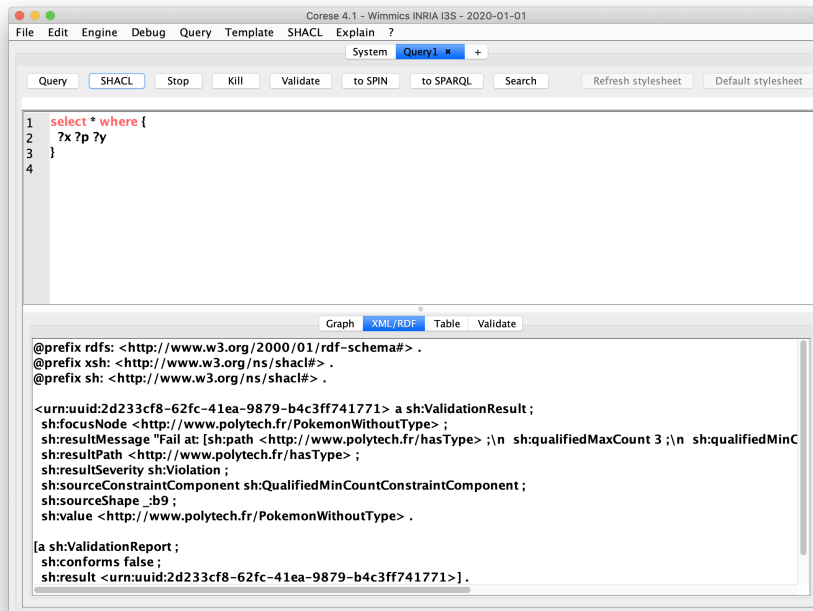 Corese 4.1 - Wimmics INRIA I3S - 2020-01-01
File Edit Engine Debug Query Template SHACL Explain ?
System Query1 × +
Query SHACL Stop Kill Validate to SPIN to SPARQL Search Refresh stylesheet Default stylesheet
1 select * where {
2 ?x ?p ?y
3 }
4
Graph XML/RDF Table Validate
@prefix rdfs: <http://www.w3.org/2000/01/rdf-schema#> .
@prefix xsh: <http://www.w3.org/ns/shacl#> .
@prefix sh: <http://www.w3.org/ns/shacl#> .
<urn:uuid:2d233cf8-62fc-41ea-9879-b4c3ff741771> a sh:ValidationResult ;
sh:focusNode <http://www.polytech.fr/PokemonWithoutType> ;
sh:resultMessage "Fail at: [sh:path <http://www.polytech.fr/hasType> ;\n sh:qualifiedMaxCount 3 ;\n sh:qualifiedMinC
sh:resultPath <http://www.polytech.fr/hasType> ;
sh:resultSeverity sh:Violation ;
sh:sourceConstraintComponent sh:QualifiedMinCountConstraintComponent ;
sh:sourceShape _:b9 ;
sh:value <http://www.polytech.fr/PokemonWithoutType> .
[a sh:ValidationReport ;
sh:conforms false ;
sh:result <urn:uuid:2d233cf8-62fc-41ea-9879-b4c3ff741771>] .